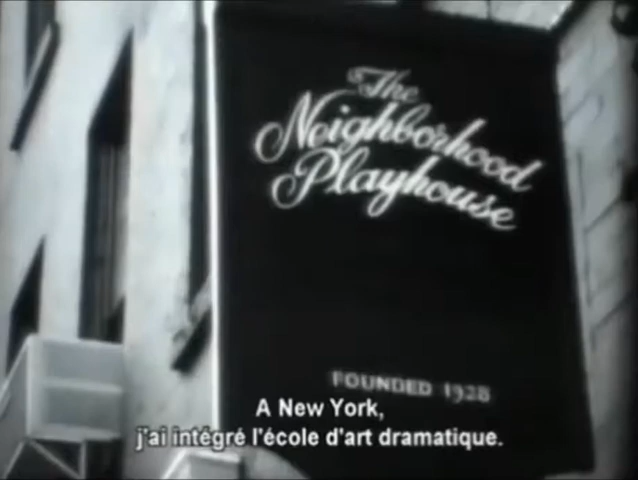 The
Neighborhood
Playhouse
FOUNDED 1928
A New York,
j'ai intégré l'école d'art dramatique.